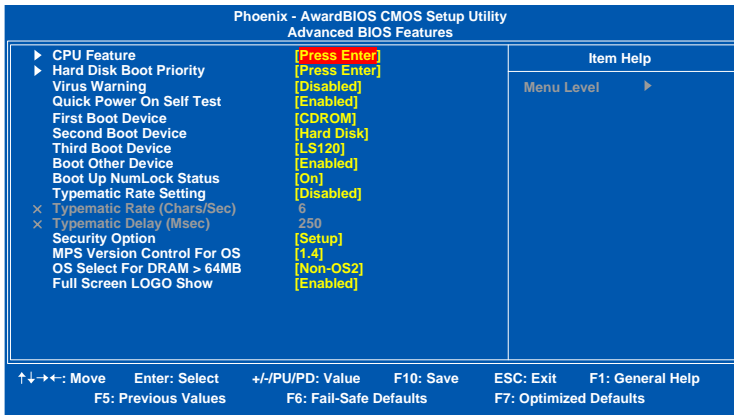 Phoenix - AwardBIOS CMOS Setup Utility
Advanced BIOS Features
CPU Feature [Press Enter]
Hard Disk Boot Priority [Press Enter]
Virus Warning [Disabled]
Quick Power On Self Test [Enabled]
First Boot Device [CDROM]
Second Boot Device [Hard Disk]
Third Boot Device [LS120]
Boot Other Device [Enabled]
Boot Up NumLock Status [On]
Typematic Rate Setting [Disabled]
× Typematic Rate (Chars/Sec) 6
× Typematic Delay (Msec) 250
Security Option [Setup]
MPS Version Control For OS [1.4]
OS Select For DRAM > 64MB [Non-OS2]
Full Screen LOGO Show [Enabled]
Item Help
Menu Level
↑↓→←: Move Enter: Select +/-/PU/PD: Value F10: Save ESC: Exit F1: General Help
F5: Previous Values F6: Fail-Safe Defaults F7: Optimized Defaults